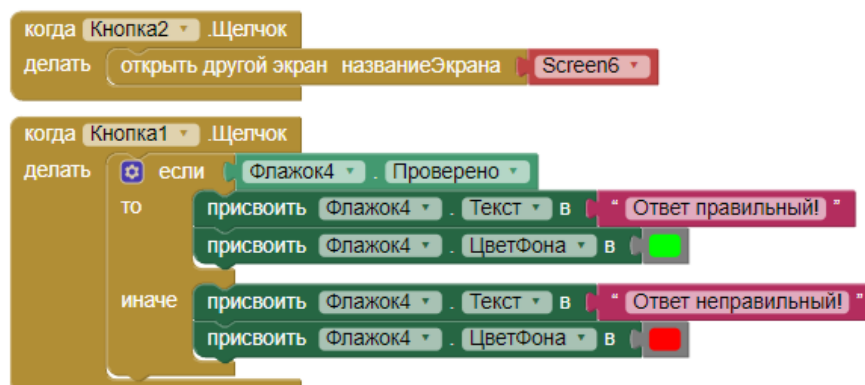 когда Кнопка2 .Щелчок
делать открыть другой экран названиеЭкрана Screen6
когда Кнопка1 .Щелчок
делать если Флажок4 . Проверено
то присвоить Флажок4 . Текст в " Ответ правильный! "
присвоить Флажок4 . ЦветФона в
иначе присвоить Флажок4 . Текст в " Ответ неправильный! "
присвоить Флажок4 . ЦветФона в